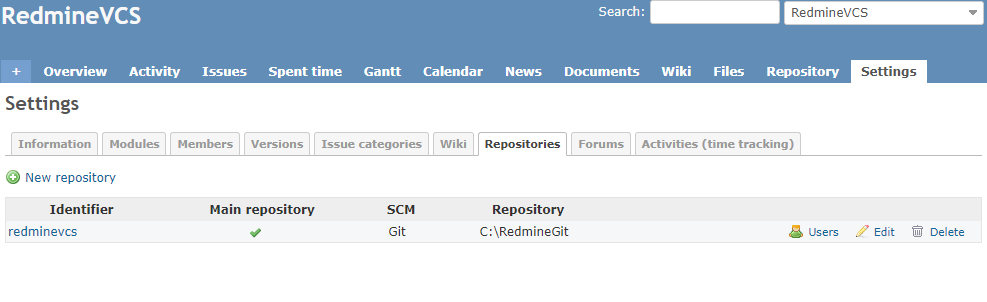 RedmineVCS
Search: RedmineVCS
+ Overview Activity Issues Spent time Gantt Calendar News Documents Wiki Files Repository Settings
Settings
Information Modules Members Versions Issue categories Wiki Repositories Forums Activities (time tracking)
New repository
Identifier Main repository SCM Repository
redminevcs Git C:\RedmineGit Users Edit Delete